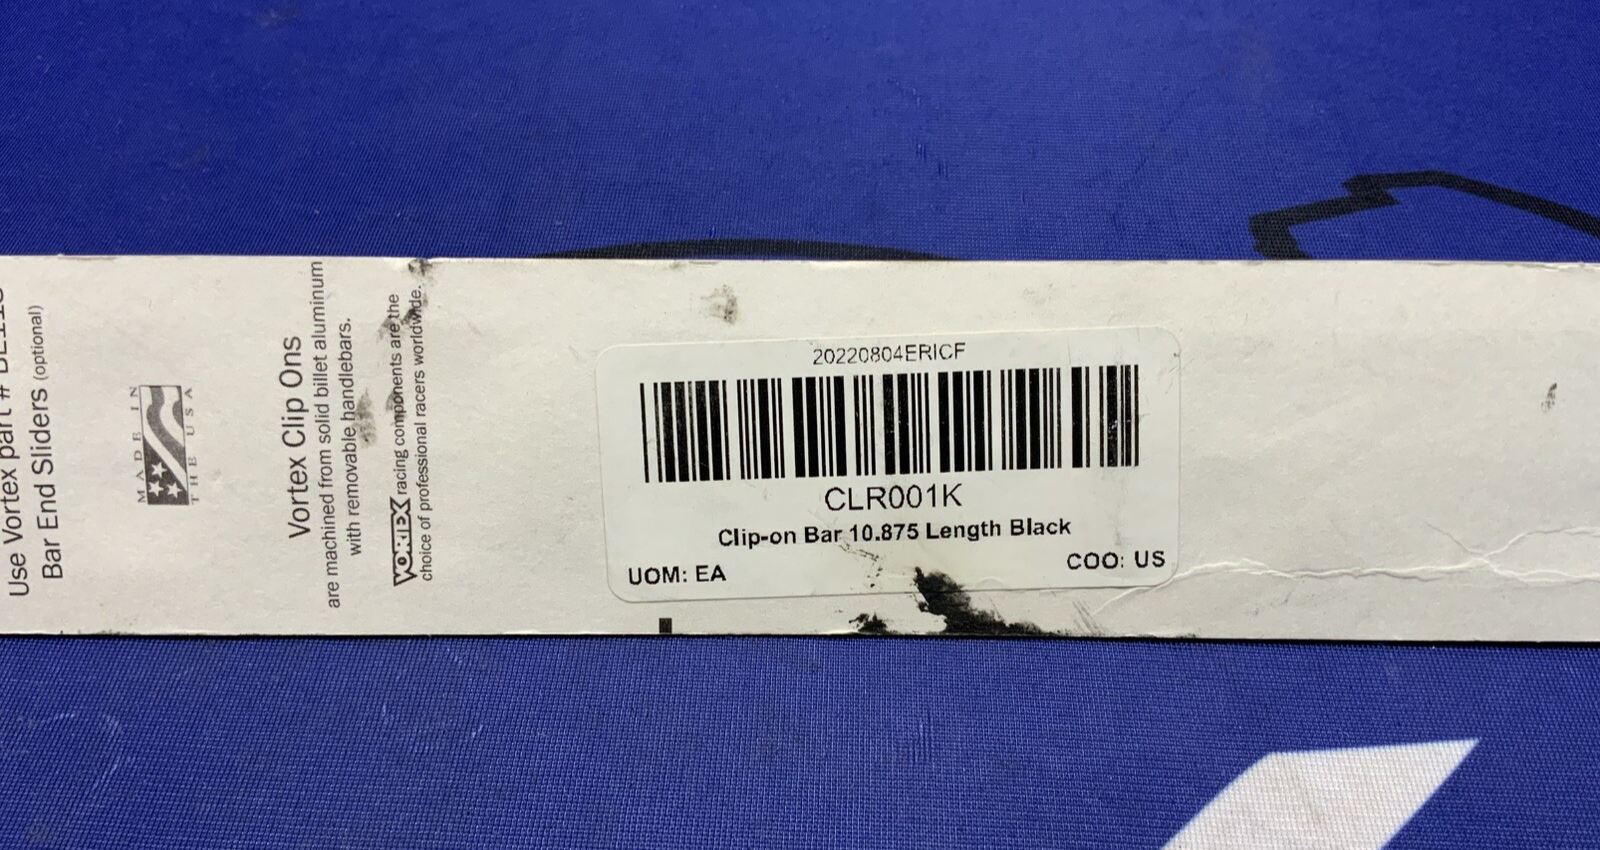 Use Vortex part #
Bar End Sliders (optional)
MADE IN
THE USA
Vortex Clip Ons
are machined from solid billet aluminum
with removable handlebars.
VORTEX racing components are the
choice of professional racers worldwide.
20220804ERICF
CLR001K
Clip-on Bar 10.875 Length Black
UOM: EA
COO: US